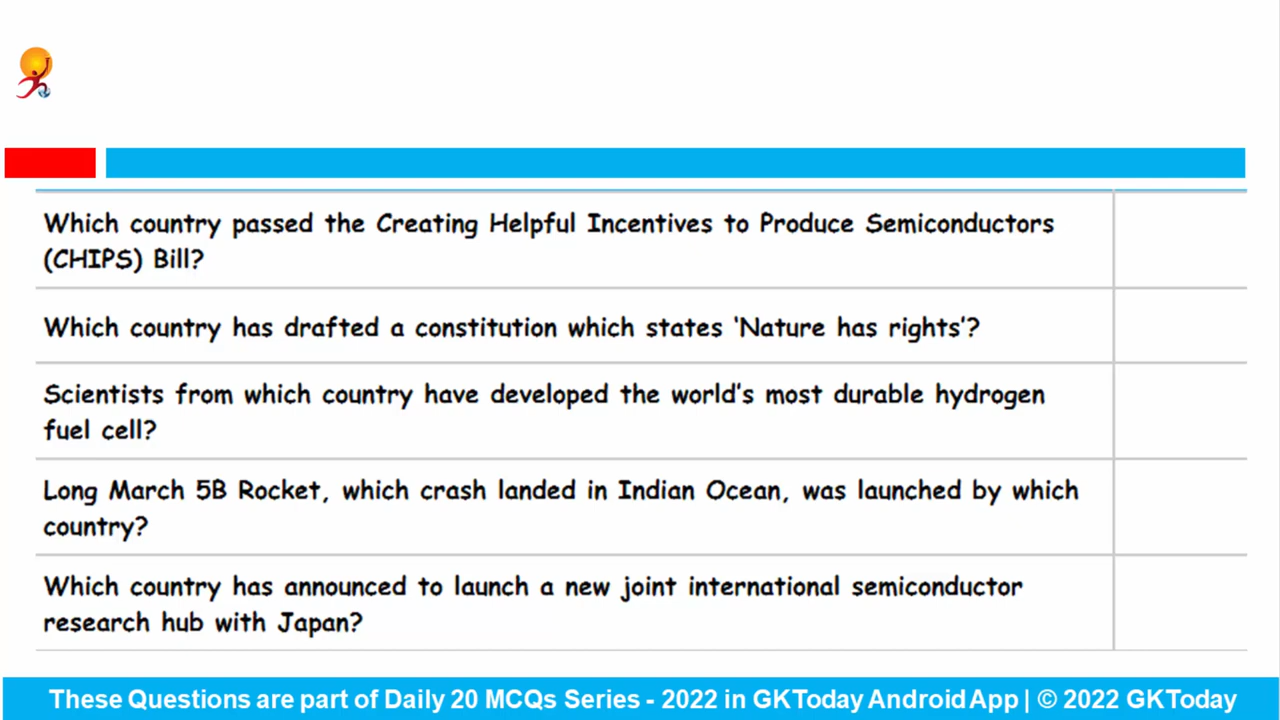 Which country passed the Creating Helpful Incentives to Produce Semiconductors
(CHIPS) Bill?
Which country has drafted a constitution which states ‘Nature has rights’?
Scientists from which country have developed the world’s most durable hydrogen
fuel cell?
Long March 5B Rocket, which crash landed in Indian Ocean, was launched by which
country?
Which country has announced to launch a new joint international semiconductor
research hub with Japan?
These Questions are part of Daily 20 MCQs Series - 2022 in GKToday Android App | © 2022 GKToday